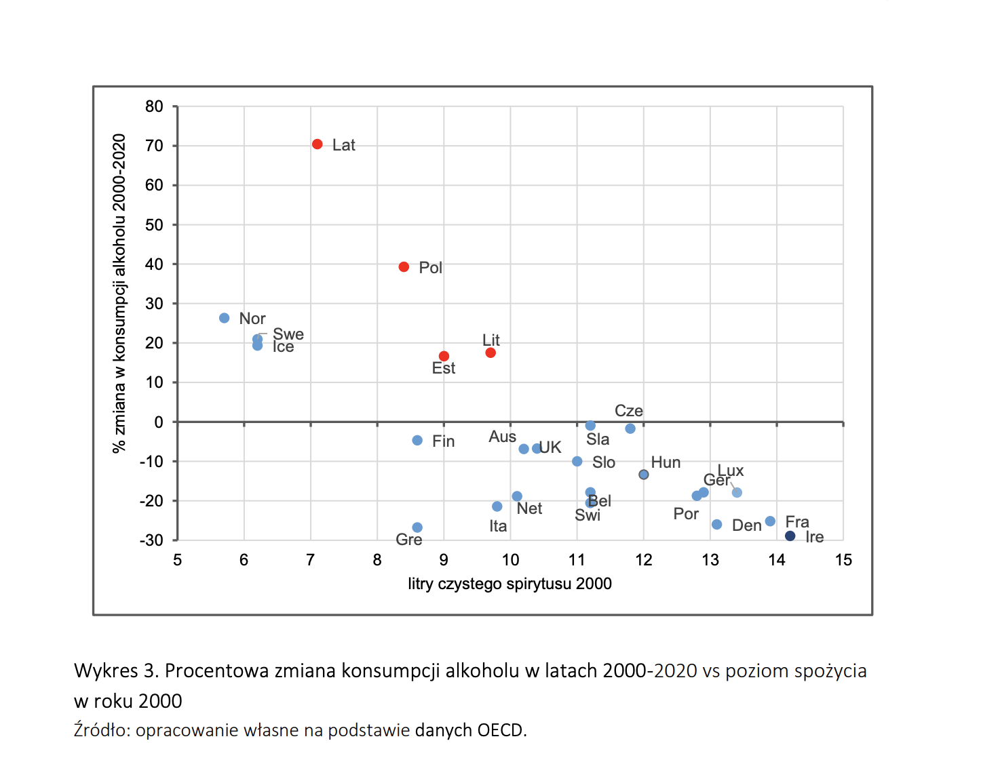 80
70
60
50
40
30
20
10
0
-10
-20
-30
% zmiana w konsumpcji alkoholu 2000-2020
Lat
Pol
Nor
Swe
Ice
Lit
Est
Cze
Fin
Aus
UK
Sla
Slo
Hun
Lux
Ger
Bel
Net
Swi
Por
Ita
Den
Fra
Gre
Ire
5 6 7 8 9 10 11 12 13 14 15
litry czystego spirytusu 2000
Wykres 3. Procentowa zmiana konsumpcji alkoholu w latach 2000-2020 vs poziom spożycia
w roku 2000
Źródło: opracowanie własne na podstawie danych OECD.